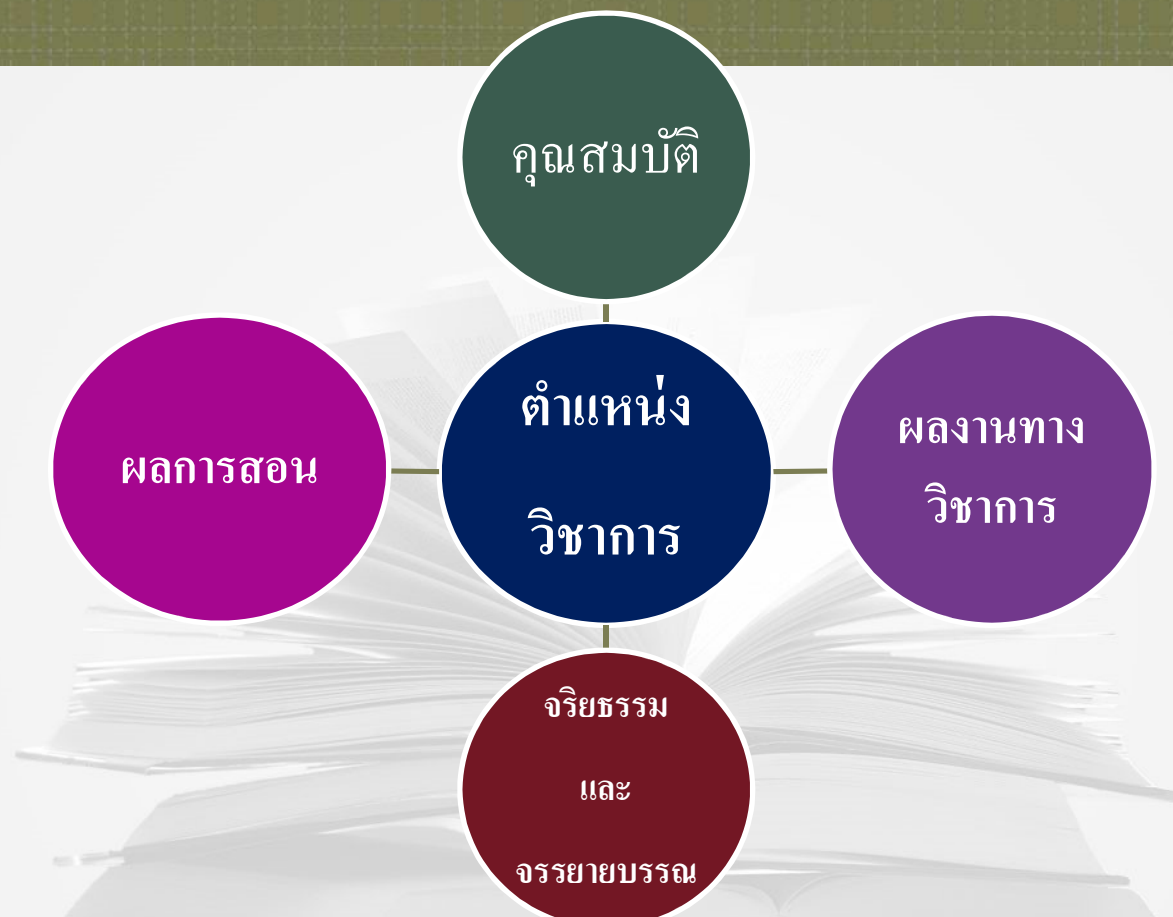 คุณสมบัติ
ผลการสอน
ตำแหน่ง
วิชาการ
ผลงานทาง
วิชาการ
จริยธรรม
และ
จรรยายบรรณ